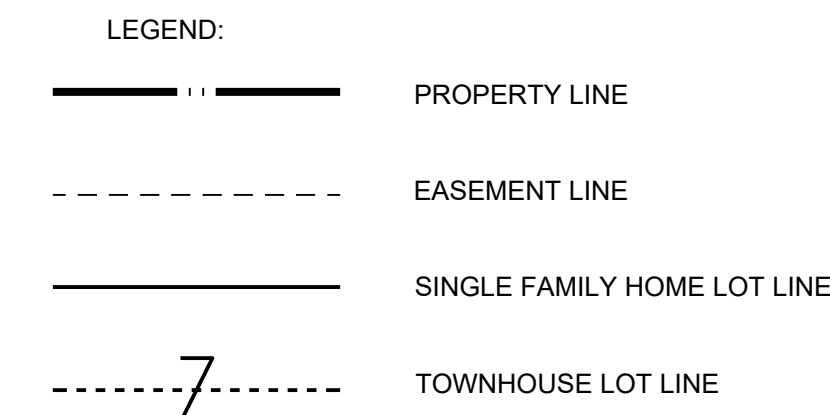 LEGEND:
PROPERTY LINE
EASEMENT LINE
SINGLE FAMILY HOME LOT LINE
TOWNHOUSE LOT LINE